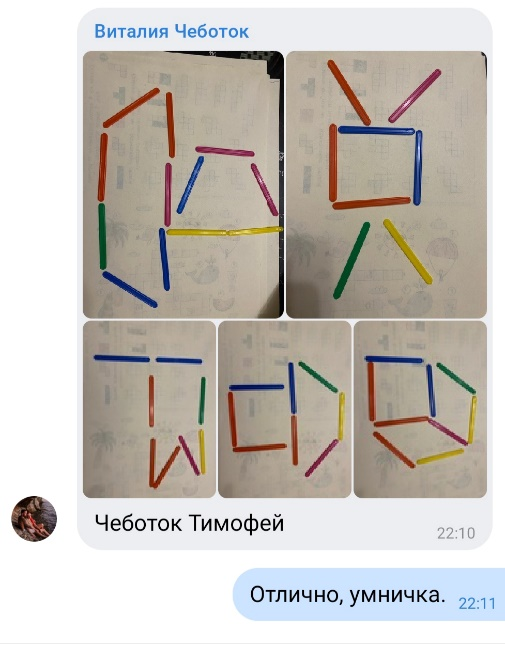 Виталия Чеботок
Чеботок Тимофей
22:10
Отлично, умничка.
22:11